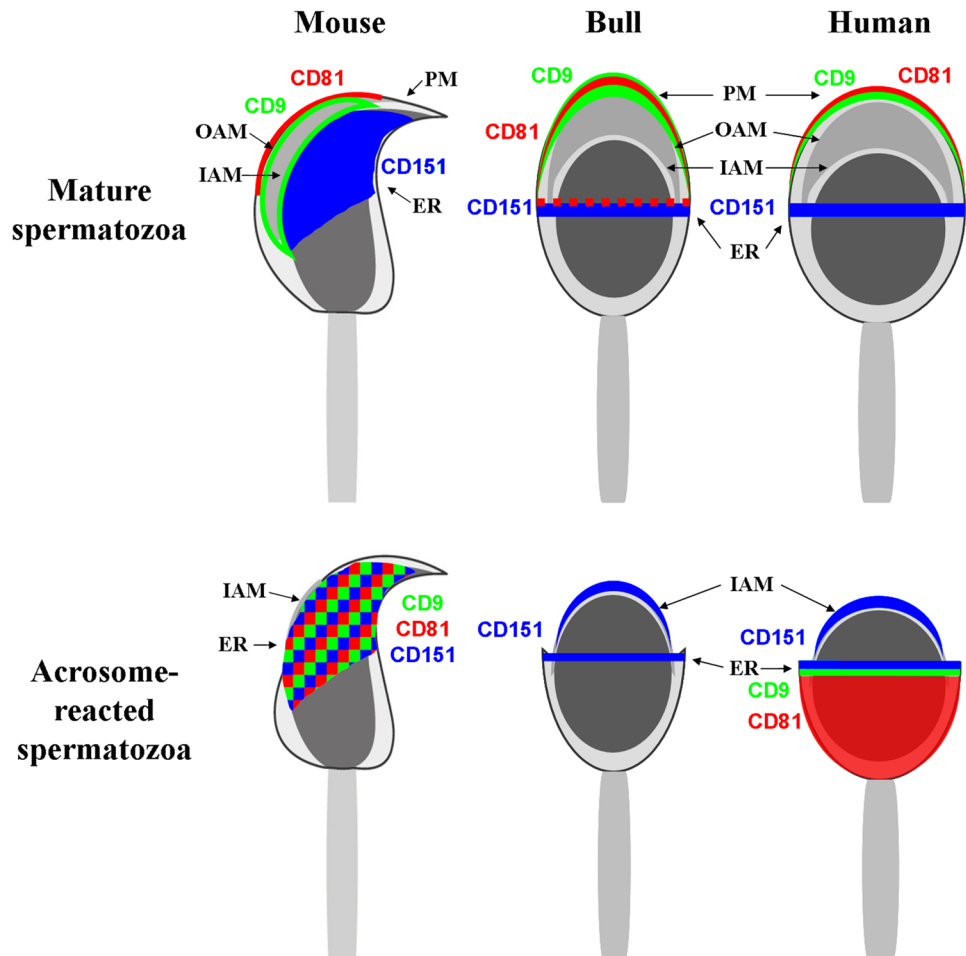 Mouse
Bull
Human
Mature
spermatozoa
CD81
CD9
PM
OAM
IAM
CD151
ER
CD9
CD81
CD151
PM
OAM
IAM
ER
CD9
CD81
CD151
Acrosome-
reacted
spermatozoa
IAM
ER
CD9
CD81
CD151
CD151
IAM
ER
CD151
CD9
CD81